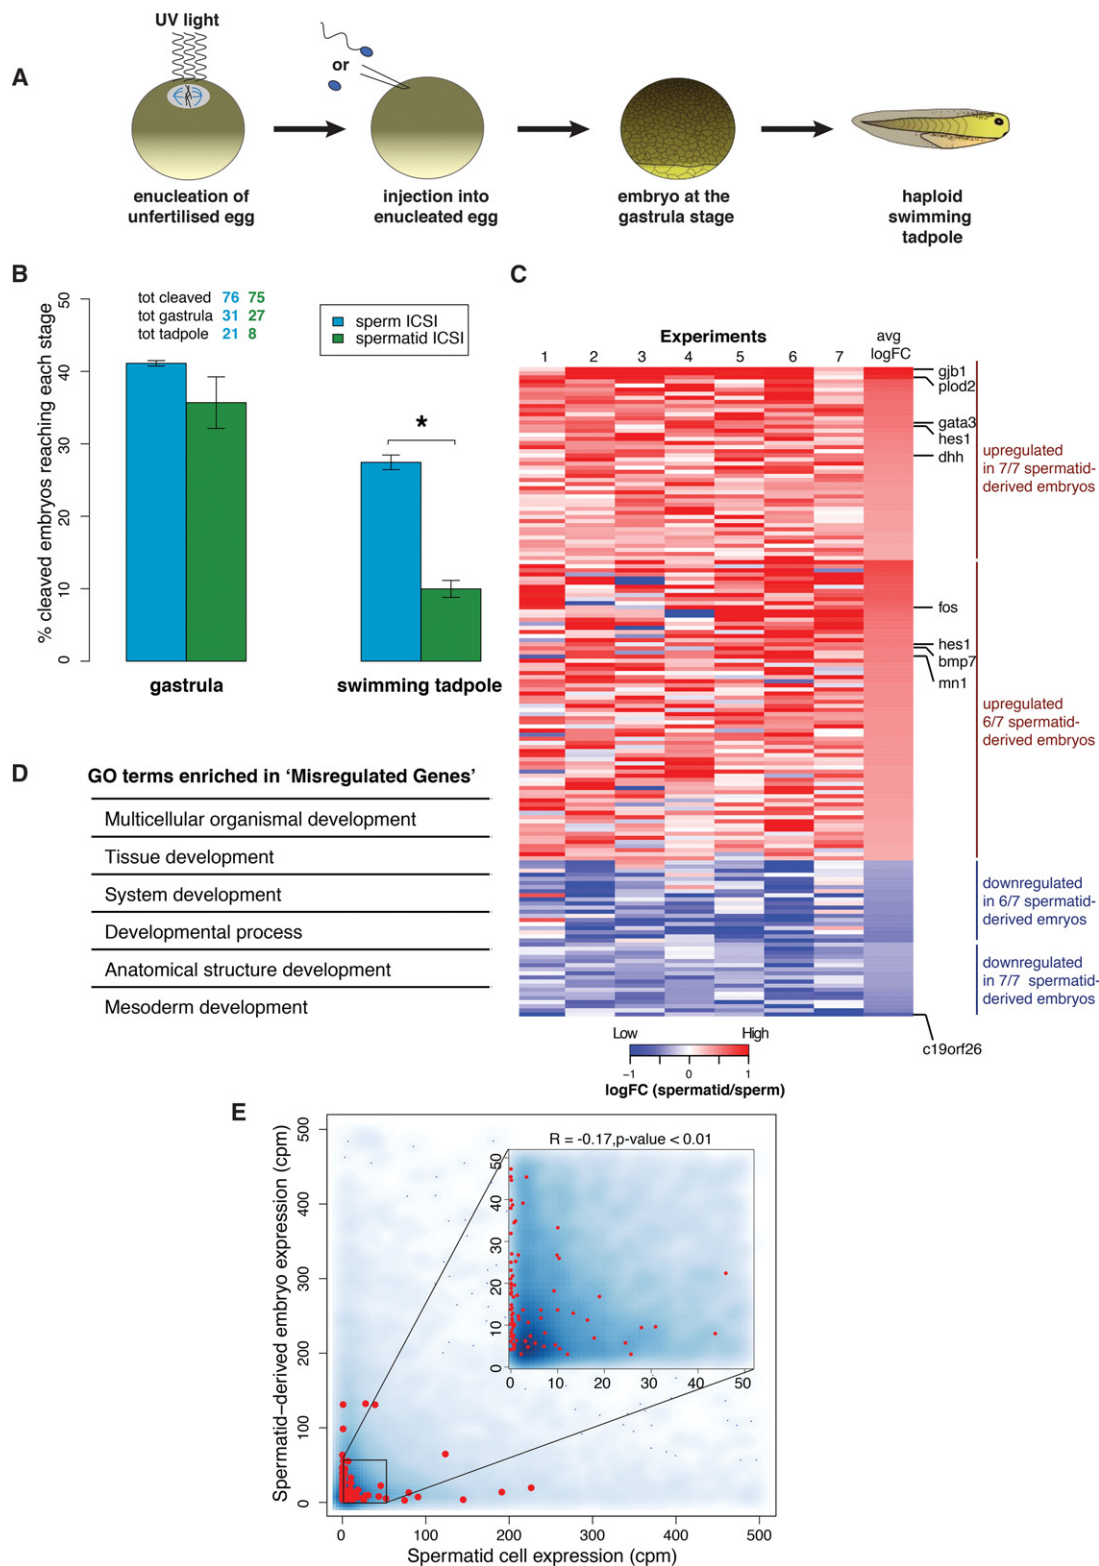 UV light
A
or
enucleation of
unfertilised egg
injection into
enucleated egg
embryo at the
gastrula stage
haploid
swimming
tadpole
B
% cleaved embryos reaching each stage
50
40
30
20
10
0
tot cleaved 76 75
tot gastrula 31 27
tot tadpole 21 8
sperm ICSI
spermatid ICSI
*
gastrula
swimming tadpole
C
Experiments
avg
logFC
1 2 3 4 5 6 7
gjb1
plod2
gata3
hes1
dhh
fos
hes1
bmp7
mn1
c19orf26
upregulated
in 7/7 spermatid-
derived embryos
upregulated
6/7 spermatid-
derived embryos
downregulated
in 6/7 spermatid-
derived emryos
downregulated
in 7/7 spermatid-
derived embryos
Low High
−1 0 1
logFC (spermatid/sperm)
D
GO terms enriched in ‘Misregulated Genes’
Multicellular organismal development
Tissue development
System development
Developmental process
Anatomical structure development
Mesoderm development
E
Spermatid−derived embryo expression (cpm)
500
400
300
200
100
0
R = -0.17,p-value < 0.01
50
40
30
20
10
0
0 10 20 30 40 50
0 100 200 300 400 500
Spermatid cell expression (cpm)